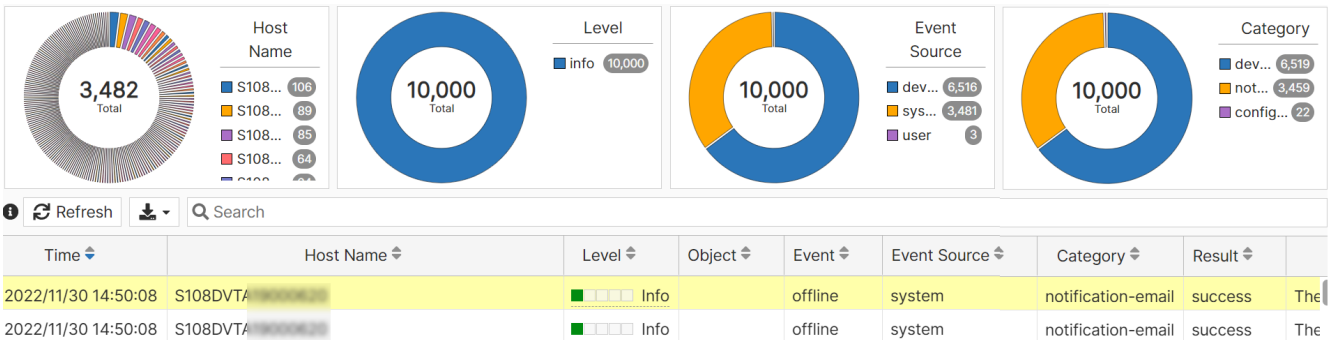 Host Name
3,482
Total
S108... 106
S108... 89
S108... 85
S108... 64
Level
10,000
Total
info 10,000
Event Source
10,000
Total
dev... 6,516
sys... 3,481
user 3
Category
10,000
Total
dev... 6,519
not... 3,459
config... 22
Refresh
Search
Time Host Name Level Object Event Event Source Category Result
2022/11/30 14:50:08 S108DVTA Info offline system notification-email success The
2022/11/30 14:50:08 S108DVTA Info offline system notification-email success The